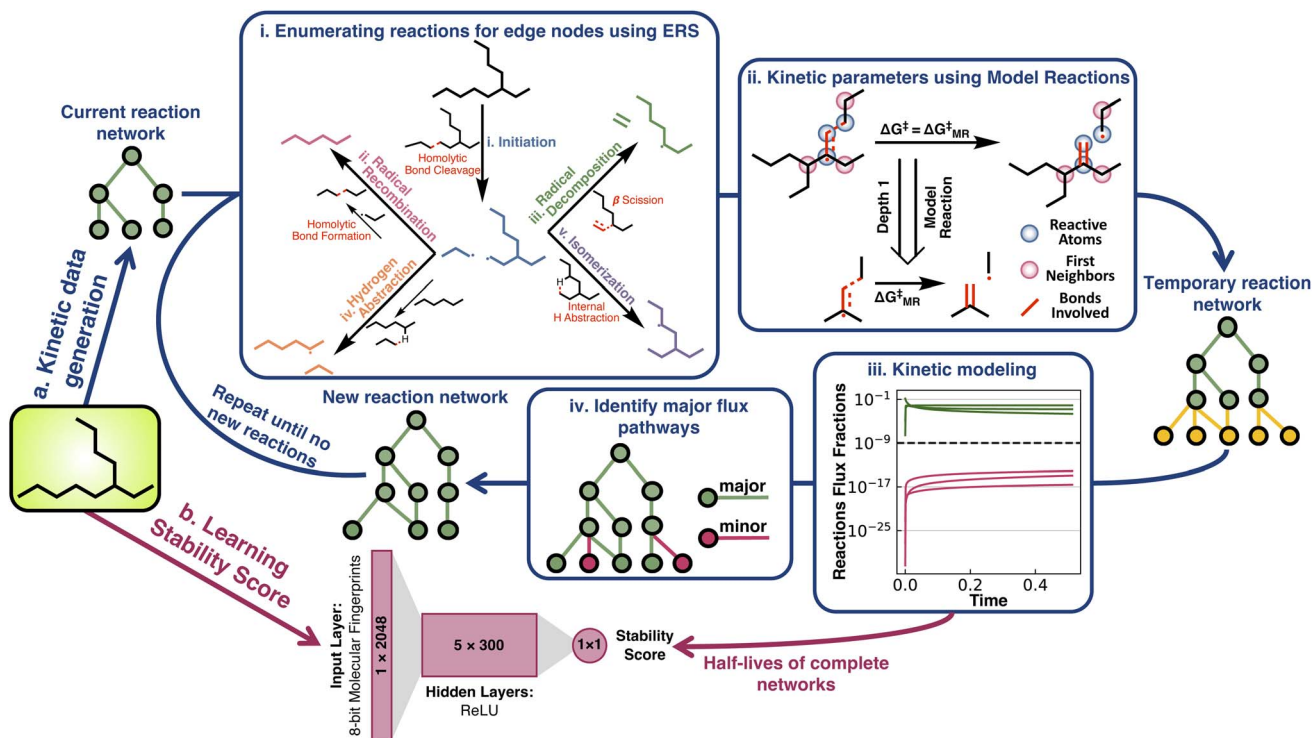 i. Enumerating reactions for edge nodes using ERS
Current reaction
network
i. Initiation
Homolytic
Bond Cleavage
ii. Radical
Recombination
Homolytic
Bond Formation
iii. Radical
Decomposition
β Scission
iv. Hydrogen
Abstraction
H
v. Isomerization
H
Internal
H Abstraction
ii. Kinetic parameters using Model Reactions
ΔG‡ = ΔG‡MR
Depth 1
Model
Reaction
ΔG‡MR
Reactive
Atoms
First
Neighbors
Bonds
Involved
Temporary reaction
network
iii. Kinetic modeling
Reactions Flux Fractions
10−1
10−9
10−17
10−25
0.0
0.2
0.4
Time
iv. Identify major flux
pathways
major
minor
New reaction network
Repeat until no
new reactions
a. Kinetic data
generation
b. Learning
Stability Score
Input Layer:
8-bit Molecular Fingerprints
1 × 2048
5 × 300
Hidden Layers:
ReLU
1×1
Stability
Score
Half-lives of complete
networks